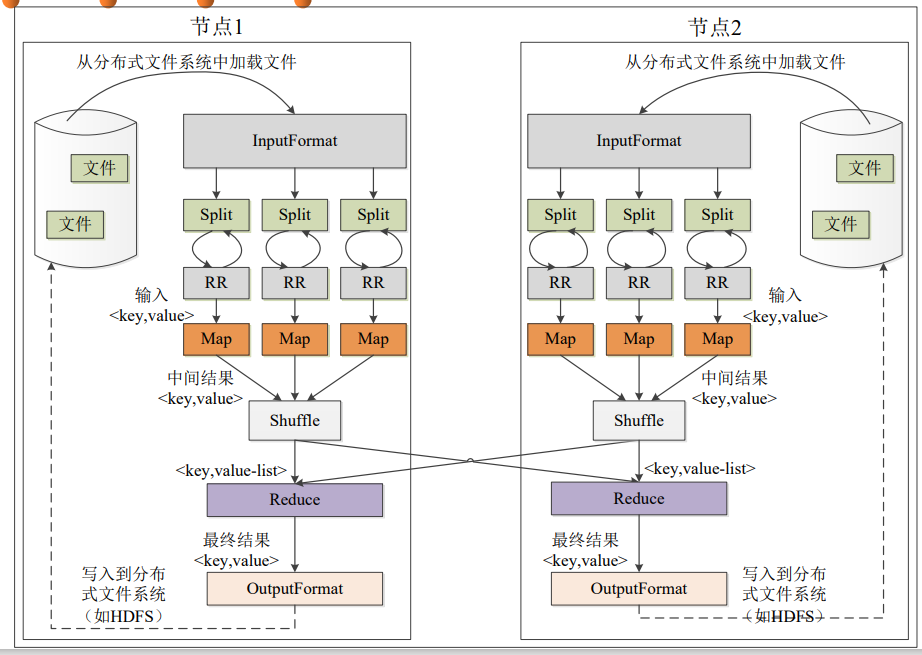 节点1
节点2
从分布式文件系统中加载文件
从分布式文件系统中加载文件
InputFormat
InputFormat
文件
文件
文件
文件
Split
Split
Split
Split
Split
Split
RR
RR
RR
RR
RR
RR
输入
<key,value>
输入
<key,value>
Map
Map
Map
Map
Map
Map
中间结果
<key,value>
中间结果
<key,value>
Shuffle
Shuffle
<key,value-list>
<key,value-list>
Reduce
Reduce
最终结果
<key,value>
最终结果
<key,value>
写入到分布
式文件系统
（如HDFS）
OutputFormat
OutputFormat
写入到分布
式文件系统
（如HDFS）